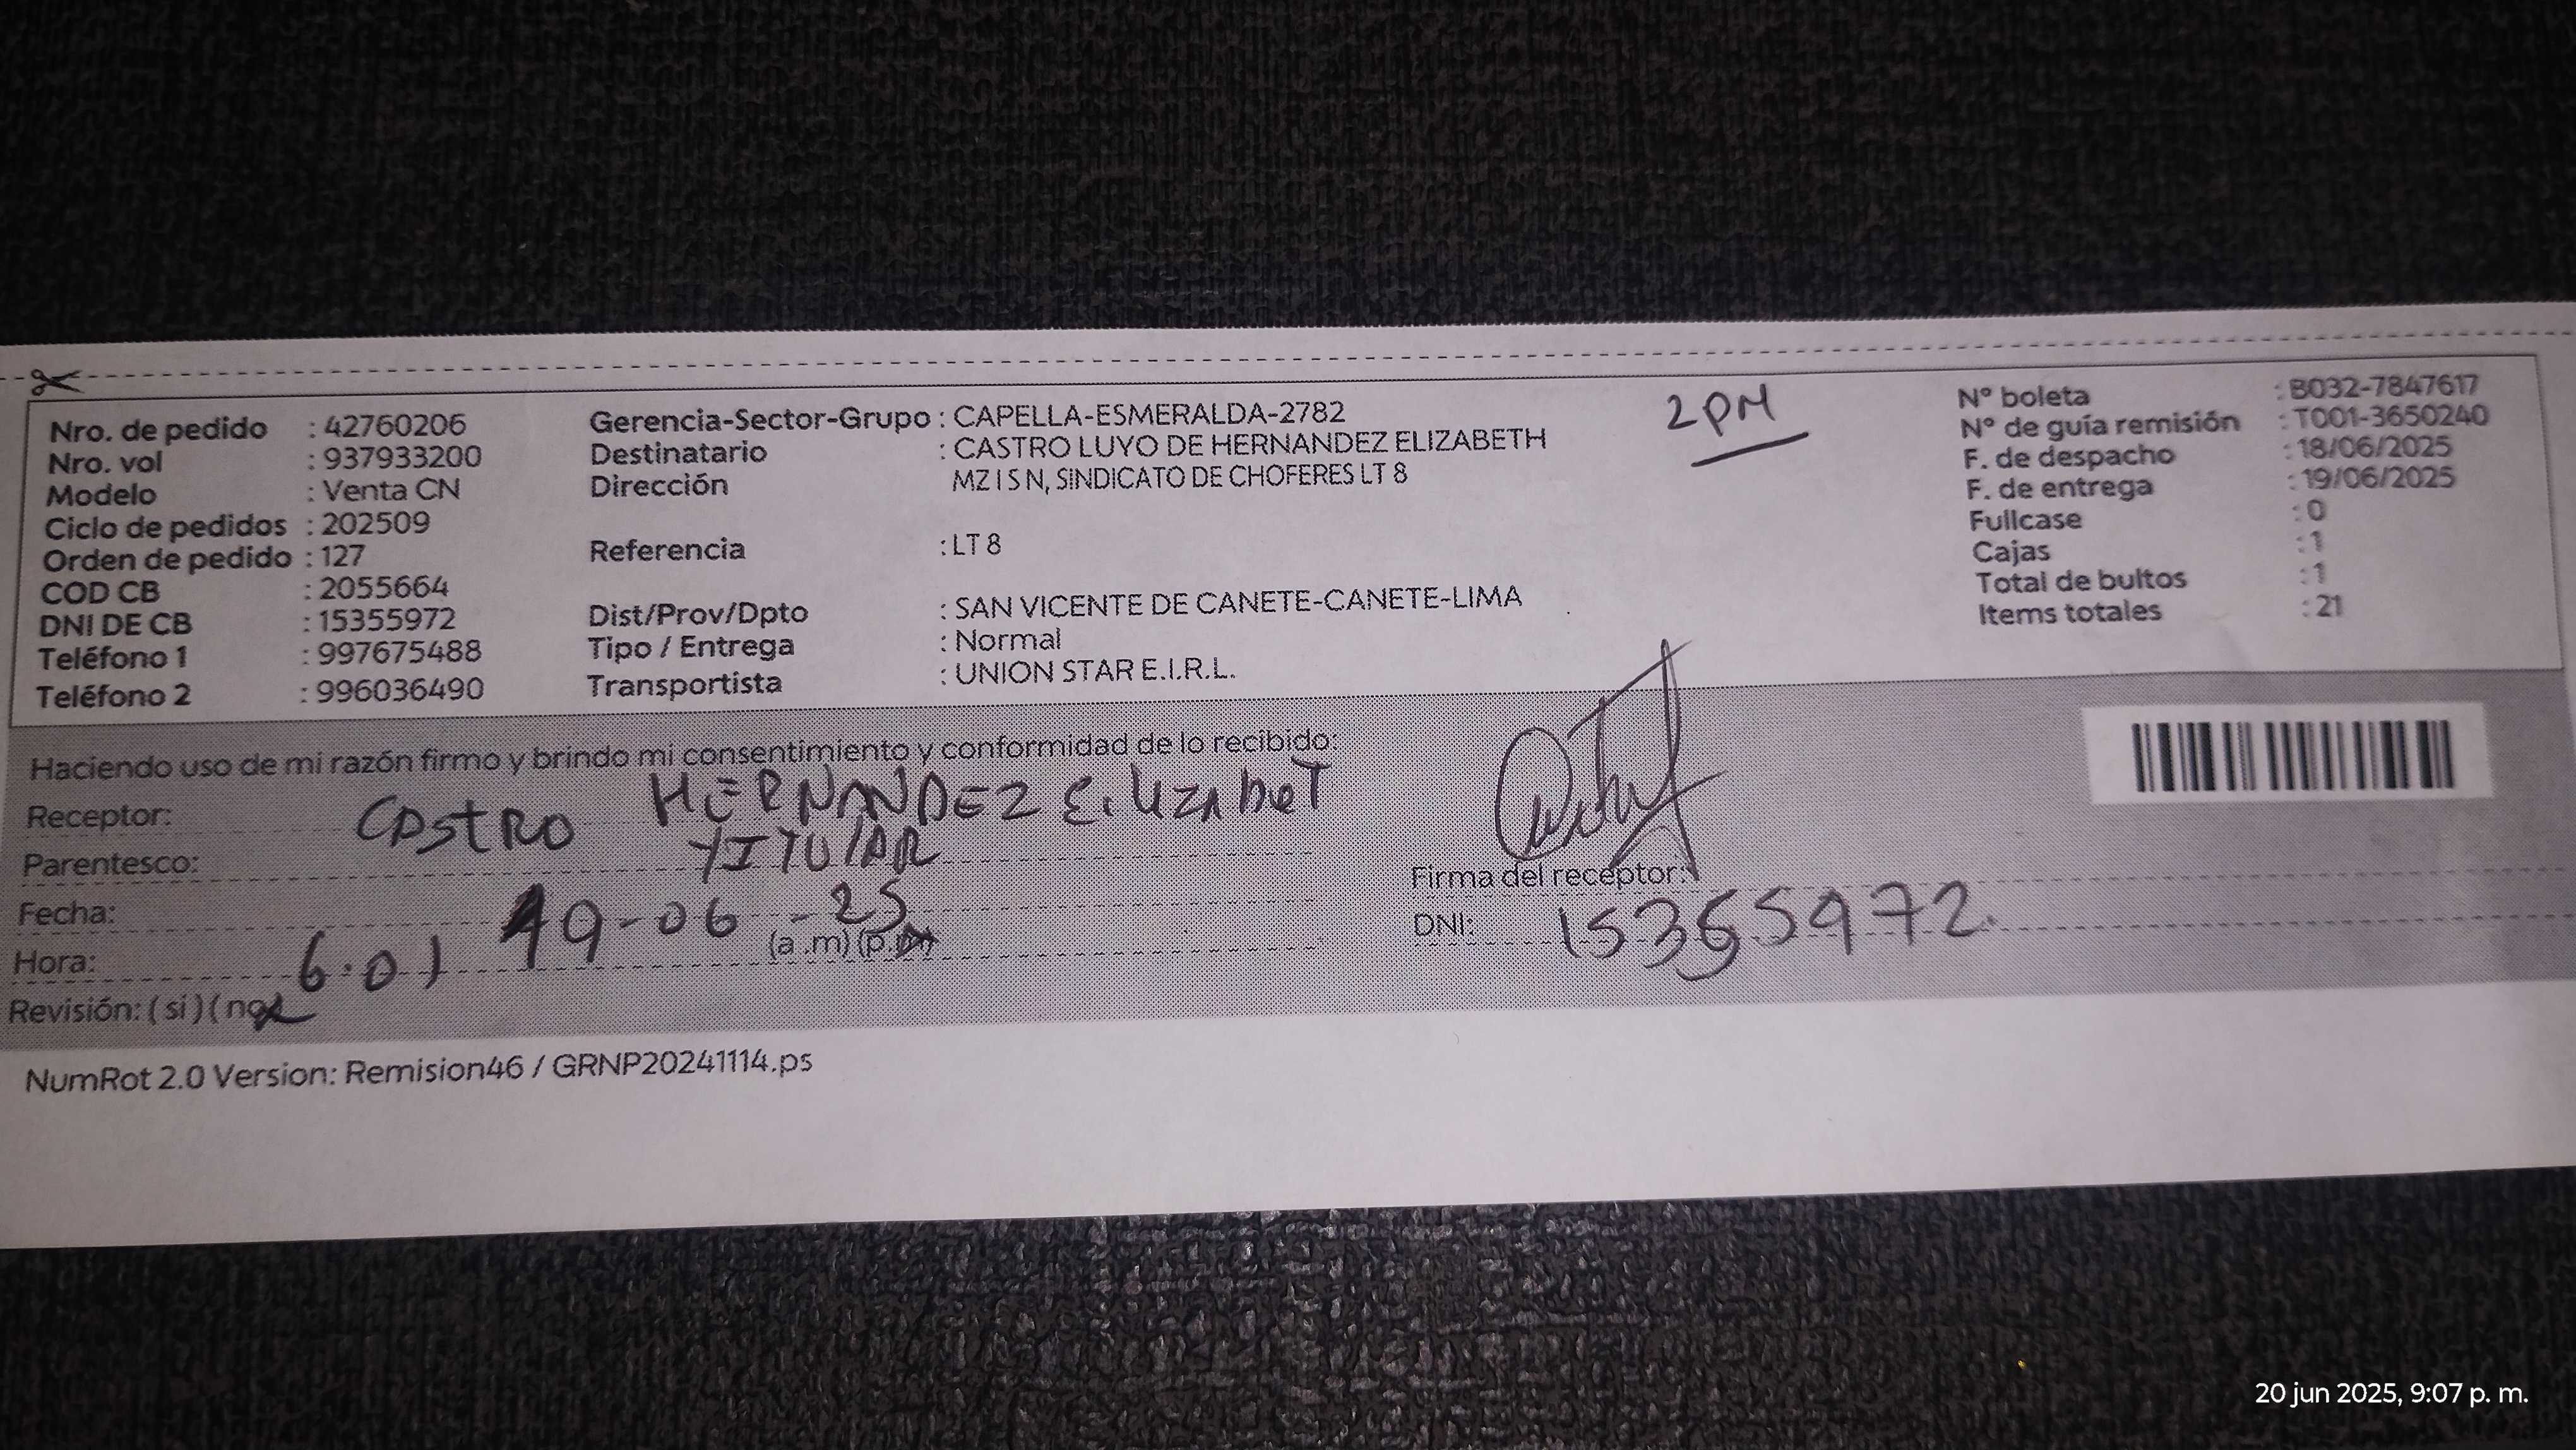 Nro. de pedido : 42760206
Nro. vol : 937933200
Modelo : Venta CN
Ciclo de pedidos : 202509
Orden de pedido : 127
COD CB : 2055664
DNI DE CB : 15355972
Teléfono 1 : 997675488
Teléfono 2 : 996036490
Gerencia-Sector-Grupo : CAPELLA-ESMERALDA-2782
Destinatario : CASTRO LUYO DE HERNANDEZ ELIZABETH
Dirección MZ I S N, SINDICATO DE CHOFERES LT 8
Referencia : LT 8
Dist/Prov/Dpto : SAN VICENTE DE CANETE-CANETE-LIMA
Tipo / Entrega : Normal
Transportista : UNION STAR E.I.R.L.
2PM
N° boleta : B032-7847617
N° de guía remisión : T001-3650240
F. de despacho : 18/06/2025
F. de entrega : 19/06/2025
Fullcase : 0
Cajas : 1
Total de bultos : 1
Items totales : 21
Haciendo uso de mi razón firmo y brindo mi consentimiento y conformidad de lo recibido:
Receptor: CASTRO HERNANDEZ Elizabet
Parentesco: TITULAR
Fecha: 19-06-25
Hora: 6.01 (a .m) (p.m)
Revisión: ( si ) ( no
Firma del receptor:
DNI: 15355972.
NumRot 2.0 Version: Remision46 / GRNP20241114.ps
20 jun 2025, 9:07 p. m.